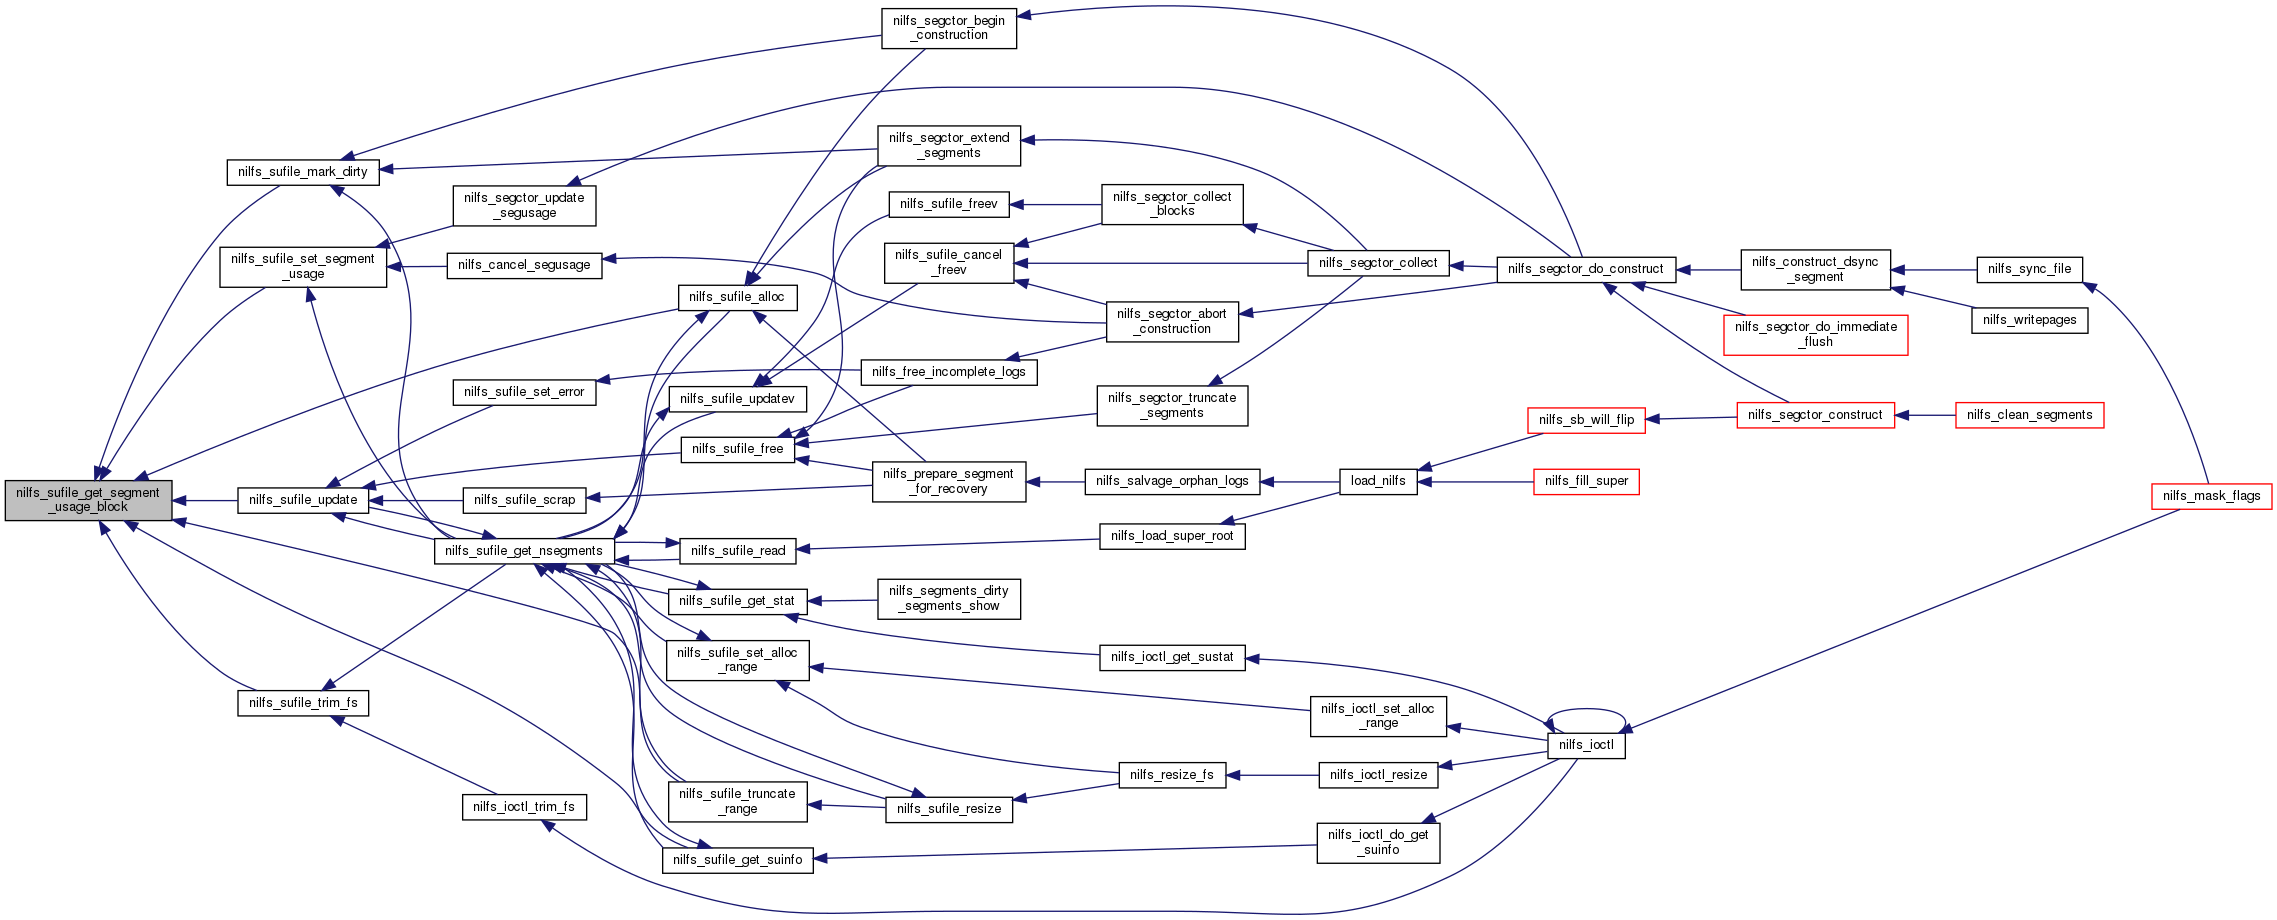 nilfs_segctor_begin
_construction
nilfs_segctor_extend
_segments
nilfs_sufile_mark_dirty
nilfs_segctor_update
_segusage
nilfs_sufile_freev
nilfs_segctor_collect
_blocks
nilfs_sufile_set_segment
_usage
nilfs_cancel_segusage
nilfs_sufile_cancel
_freev
nilfs_segctor_collect
nilfs_segctor_do_construct
nilfs_construct_dsync
_segment
nilfs_sync_file
nilfs_sufile_alloc
nilfs_segctor_abort
_construction
nilfs_segctor_do_immediate
_flush
nilfs_writepages
nilfs_sufile_set_error
nilfs_sufile_updatev
nilfs_free_incomplete_logs
nilfs_segctor_truncate
_segments
nilfs_sb_will_flip
nilfs_segctor_construct
nilfs_clean_segments
nilfs_sufile_free
nilfs_sufile_get_segment
_usage_block
nilfs_sufile_update
nilfs_sufile_scrap
nilfs_prepare_segment
_for_recovery
nilfs_salvage_orphan_logs
load_nilfs
nilfs_fill_super
nilfs_mask_flags
nilfs_sufile_get_nsegments
nilfs_sufile_read
nilfs_load_super_root
nilfs_sufile_get_stat
nilfs_segments_dirty
_segments_show
nilfs_sufile_set_alloc
_range
nilfs_ioctl_get_sustat
nilfs_sufile_trim_fs
nilfs_ioctl_set_alloc
_range
nilfs_ioctl
nilfs_resize_fs
nilfs_ioctl_resize
nilfs_ioctl_trim_fs
nilfs_sufile_truncate
_range
nilfs_sufile_resize
nilfs_ioctl_do_get
_suinfo
nilfs_sufile_get_suinfo